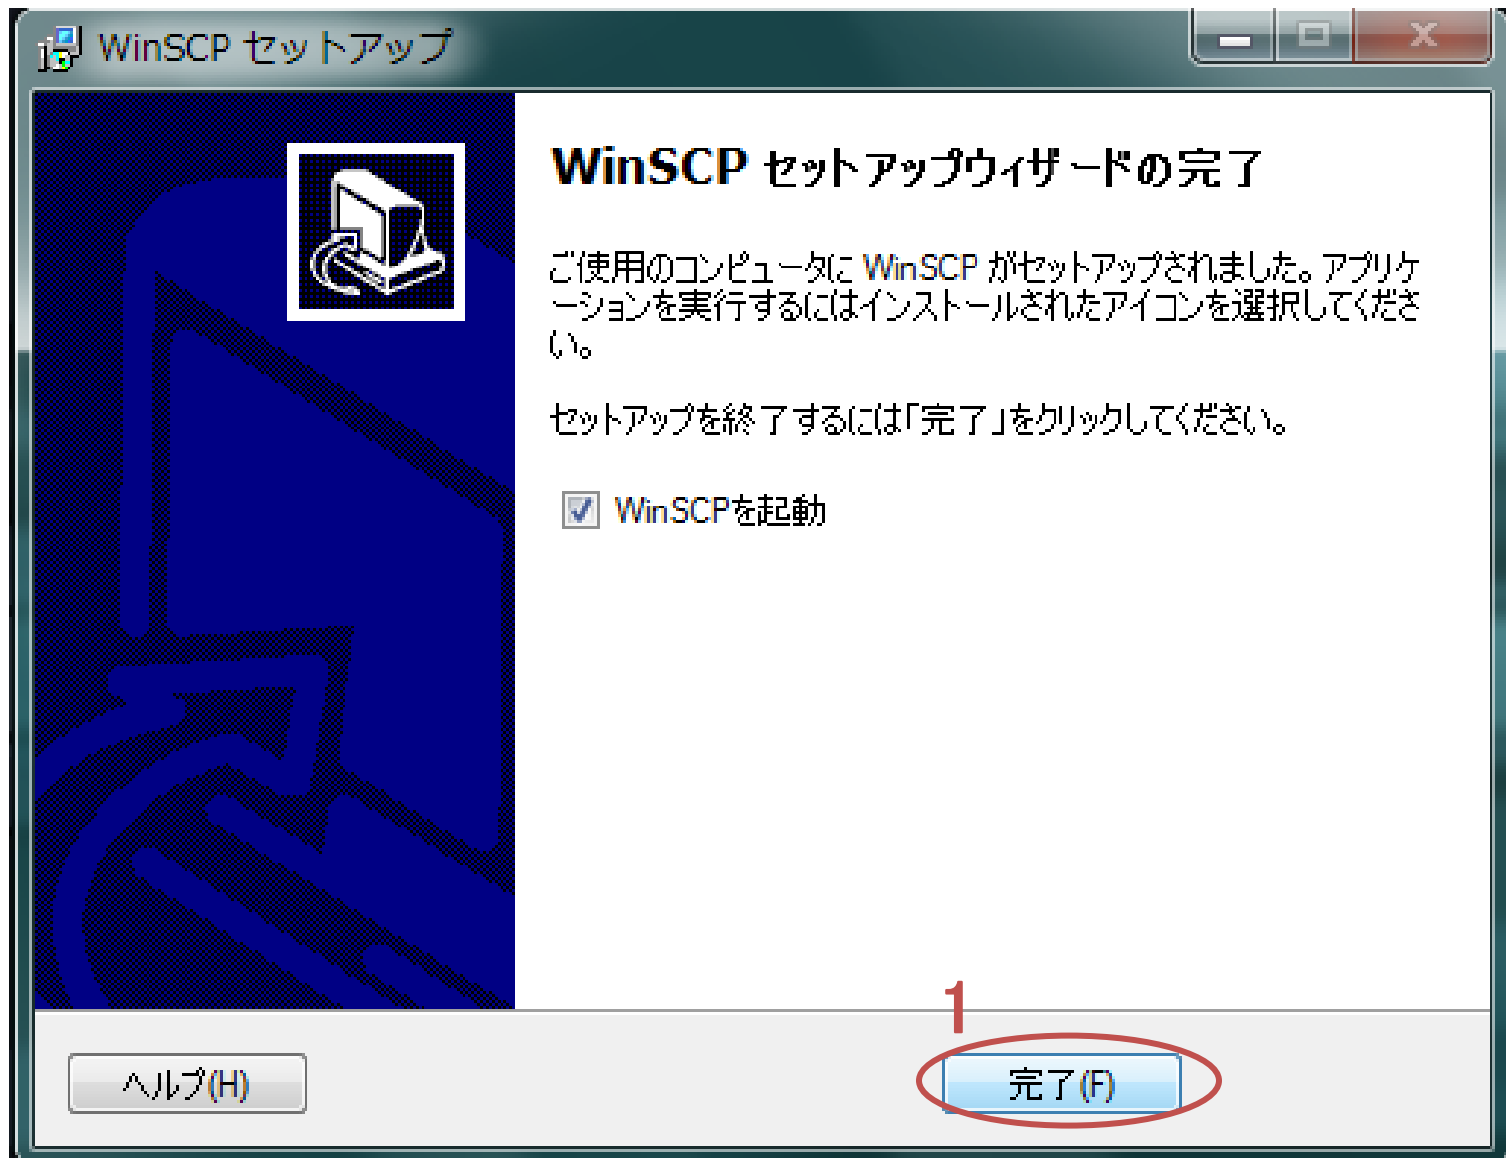 WinSCP セットアップ
WinSCP セットアップウィザードの完了
ご使用のコンピュータに WinSCP がセットアップされました。アプリケ
ーションを実行するにはインストールされたアイコンを選択してくださ
い。
セットアップを終了するには「完了」をクリックしてください。
WinSCPを起動
1
ヘルプ(H)
完了(F)